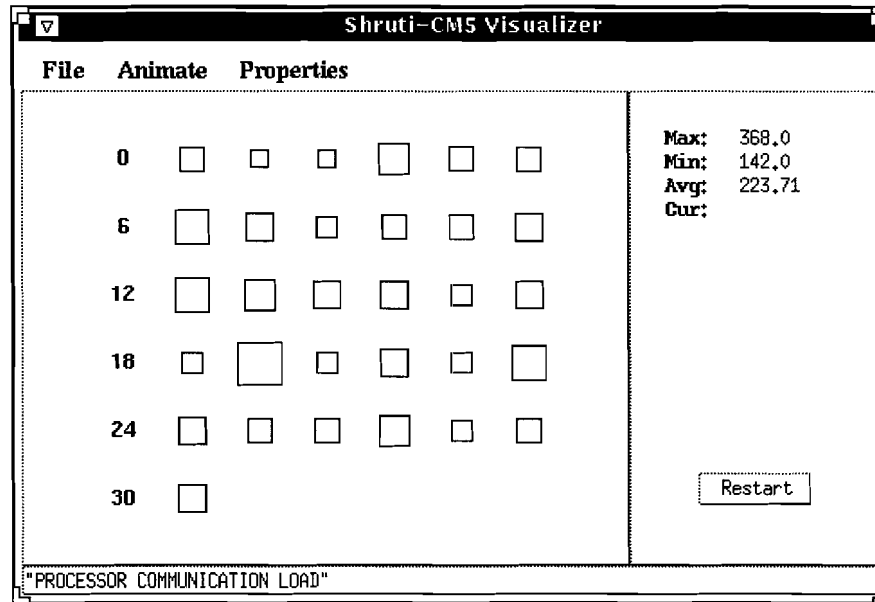 Shruti-CM5 Visualizer
File Animate Properties
0
6
12
18
24
30
Max: 368.0
Min: 142.0
Avg: 223.71
Cur:
Restart
"PROCESSOR COMMUNICATION LOAD"